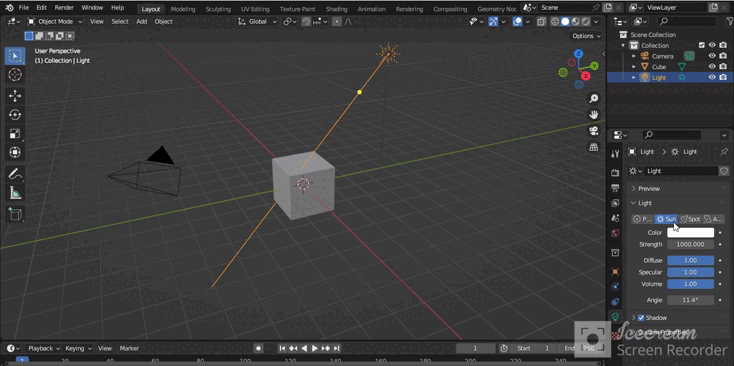 File Edit Render Window Help Layout Modeling Sculpting UV Editing Texture Paint Shading Animation Rendering Compositing Geometry Noc Scene ViewLayer
Object Mode View Select Add Object Global
Options
User Perspective
(1) Collection | Light
Z
Y
X
Scene Collection
Collection
Camera
Cube
Light
Light Light
Light
Preview
Light
P... Sun Spot A...
Color
Strength 1000.000
Diffuse 1.00
Specular 1.00
Volume 1.00
Angle 11.4°
Shadow
Icecream
Screen Recorder
Playback Keying View Marker 1 Start 1 End
1 20 40 60 80 100 120 140 160 180 200 220 240